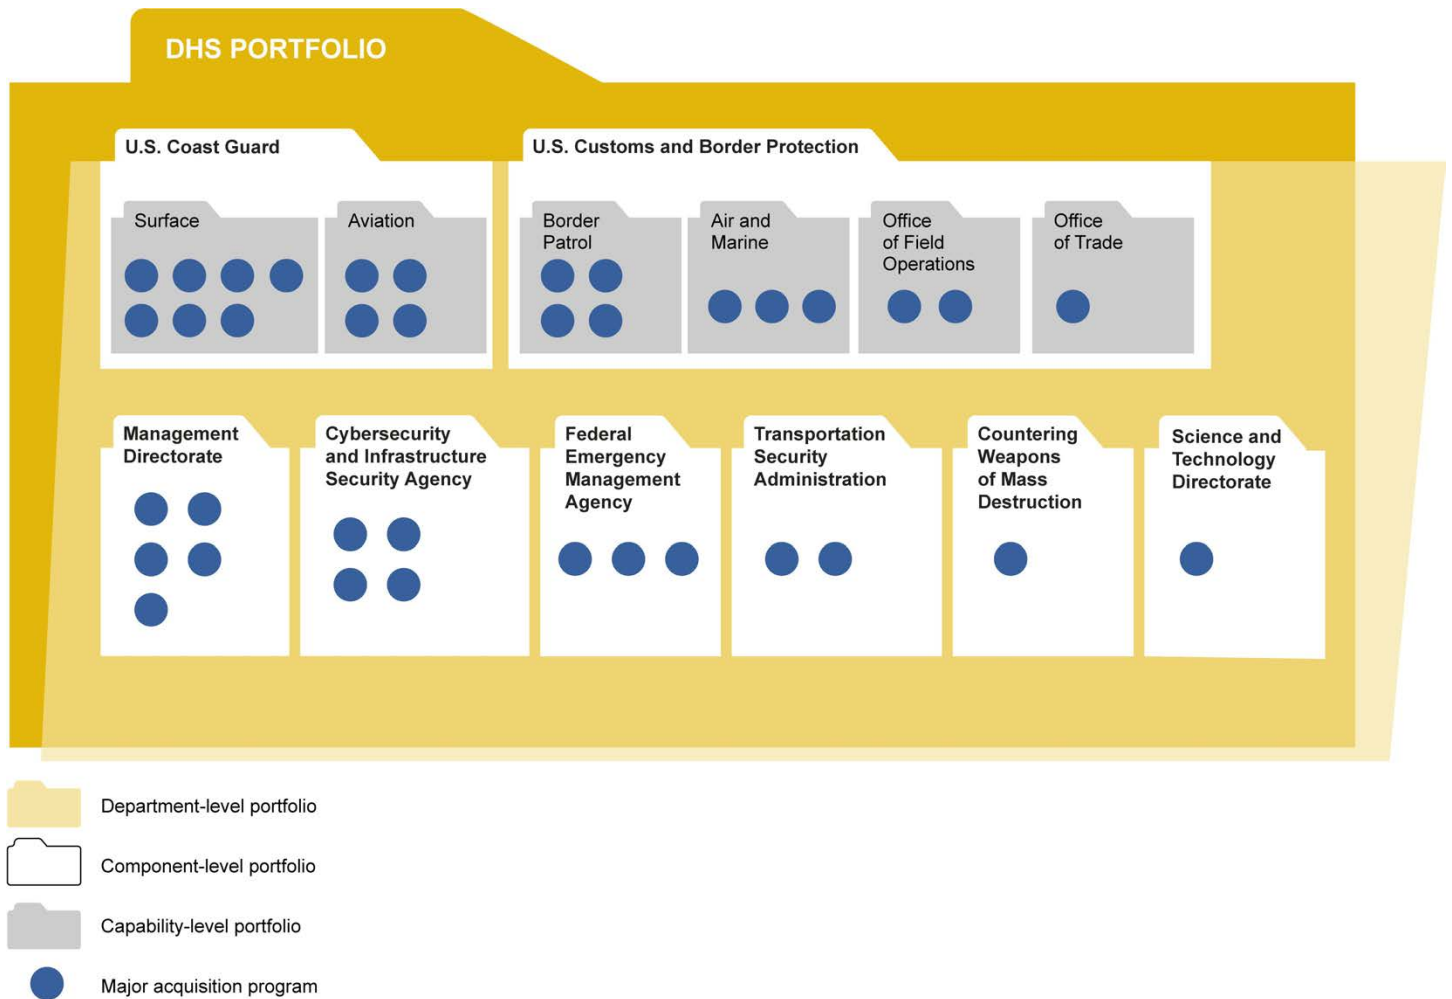 DHS PORTFOLIO
U.S. Coast Guard
U.S. Customs and Border Protection
Surface
Aviation
Border
Patrol
Air and
Marine
Office
of Field
Operations
Office
of Trade
Management
Directorate
Cybersecurity
and Infrastructure
Security Agency
Federal
Emergency
Management
Agency
Transportation
Security
Administration
Countering
Weapons
of Mass
Destruction
Science and
Technology
Directorate
Department-level portfolio
Component-level portfolio
Capability-level portfolio
Major acquisition program